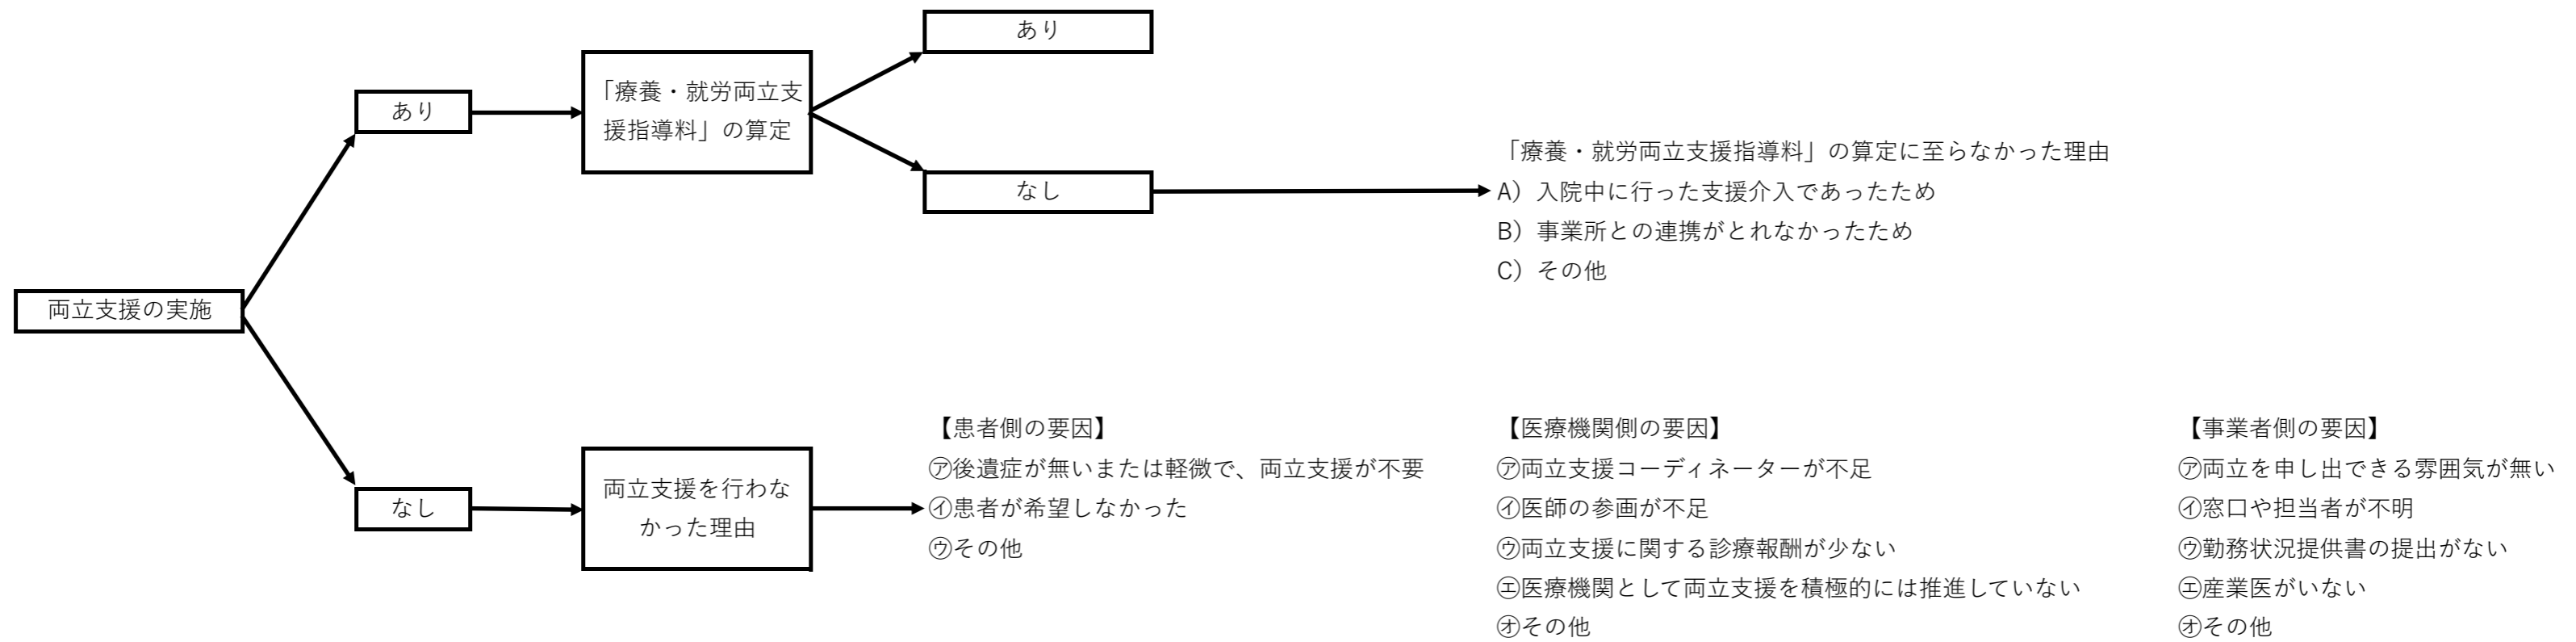 両立支援の実施
あり
「療養・就労両立支
援指導料」の算定
あり
なし
「療養・就労両立支援指導料」の算定に至らなかった理由
A）入院中に行った支援介入であったため
B）事業所との連携がとれなかったため
C）その他
なし
両立支援を行わな
かった理由
【患者側の要因】
㋐後遺症が無いまたは軽微で、両立支援が不要
㋑患者が希望しなかった
㋒その他
【医療機関側の要因】
㋐両立支援コーディネーターが不足
㋑医師の参画が不足
㋒両立支援に関する診療報酬が少ない
㋓医療機関として両立支援を積極的には推進していない
㋔その他
【事業者側の要因】
㋐両立を申し出できる雰囲気が無い
㋑窓口や担当者が不明
㋒勤務状況提供書の提出がない
㋓産業医がいない
㋔その他